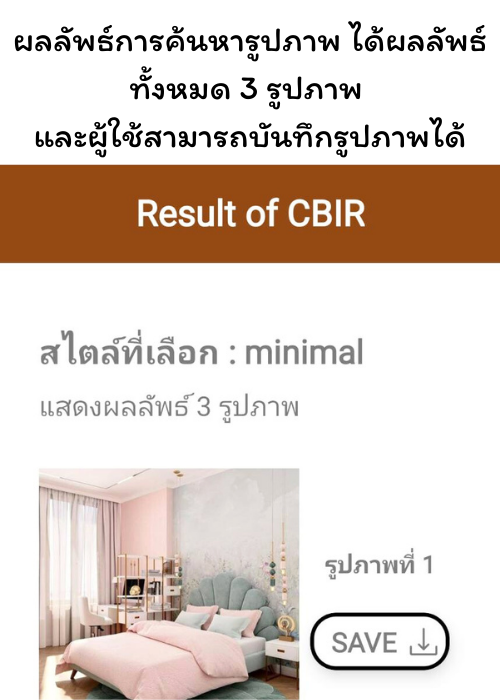 ผลลัพธ์การค้นหารูปภาพ ได้ผลลัพธ์
ทั้งหมด 3 รูปภาพ
และผู้ใช้สามารถบันทึกรูปภาพได้
Result of CBIR
สไตล์ที่เลือก : minimal
แสดงผลลัพธ์ 3 รูปภาพ
รูปภาพที่ 1
SAVE